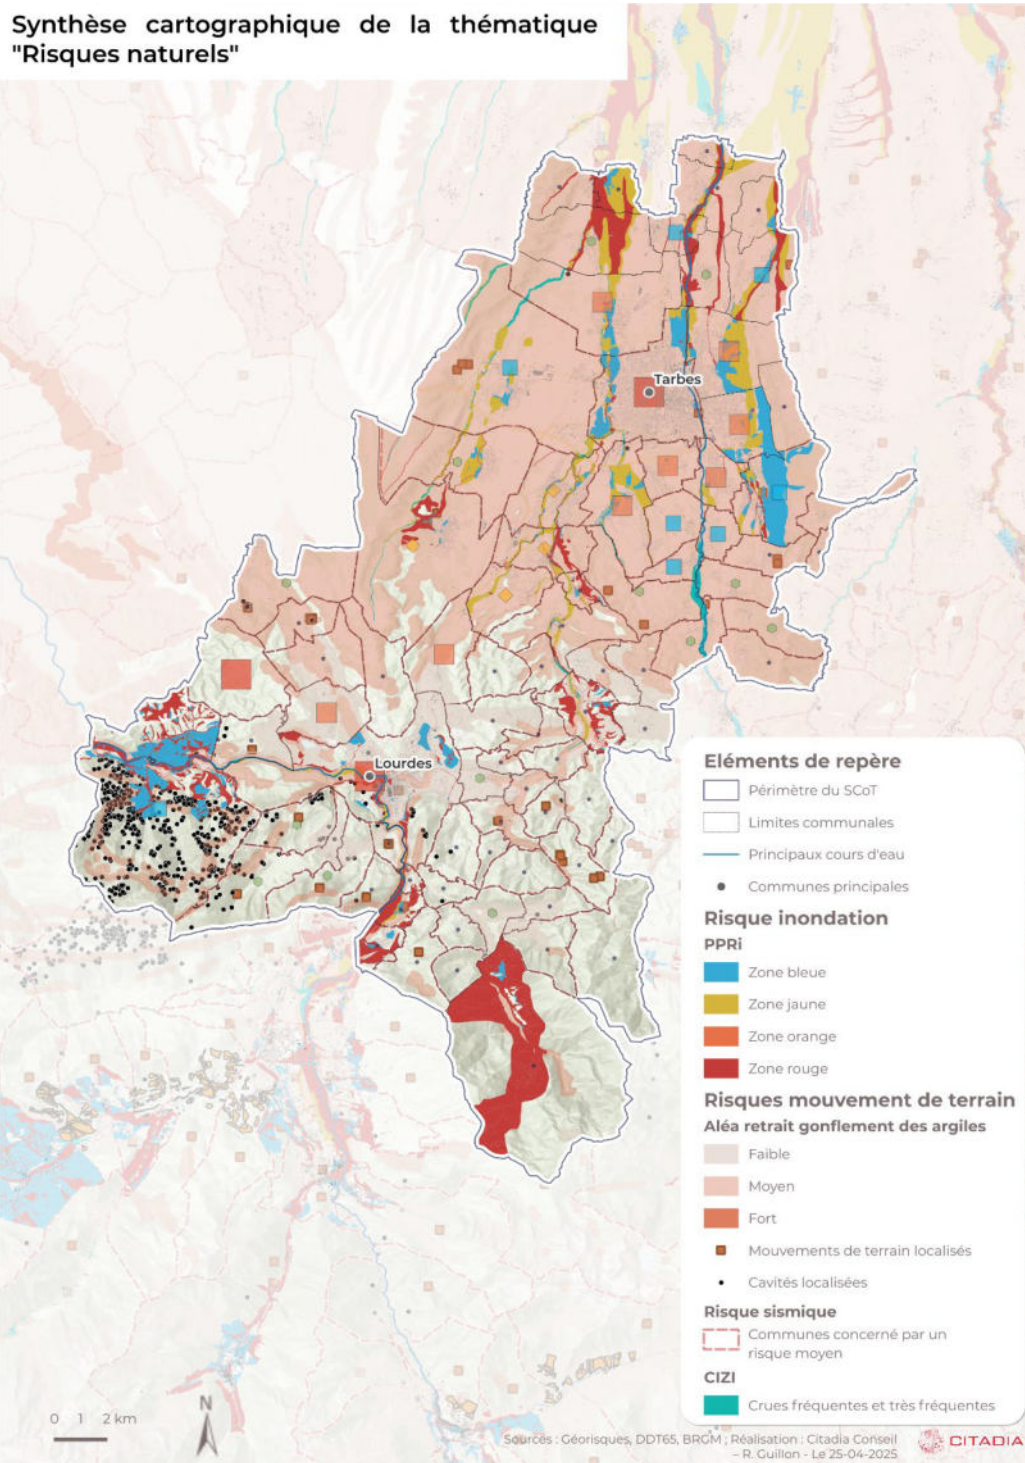 Synthèse cartographique de la thématique
"Risques naturels"
Tarbes
Lourdes
Eléments de repère
Périmètre du SCoT
Limites communales
Principaux cours d'eau
Communes principales
Risque inondation
PPRi
Zone bleue
Zone jaune
Zone orange
Zone rouge
Risques mouvement de terrain
Aléa retrait gonflement des argiles
Faible
Moyen
Fort
Mouvements de terrain localisés
Cavités localisées
Risque sismique
Communes concerné par un
risque moyen
CIZI
Crues fréquentes et très fréquentes
0 1 2 km
N
Sources : Géorisques, DDT65, BRGM ; Réalisation : Citadia Conseil
– R. Guillon - Le 25-04-2025
CITADIA